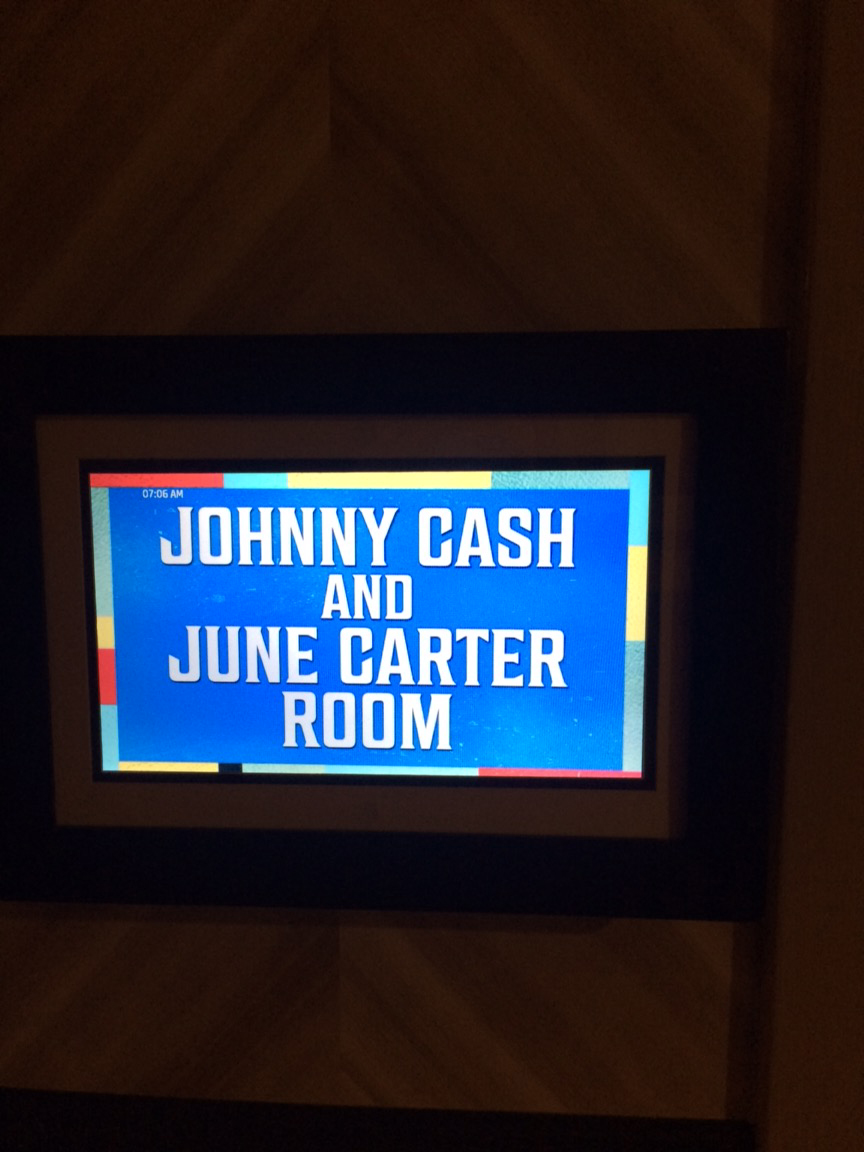 07:06 AM
JOHNNY CASH
AND
JUNE CARTER
ROOM